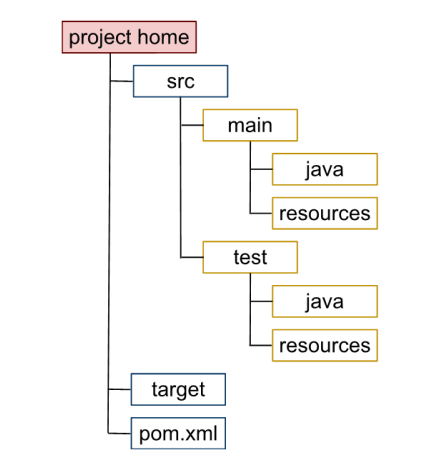 project home
src
main
java
resources
test
java
resources
target
pom.xml